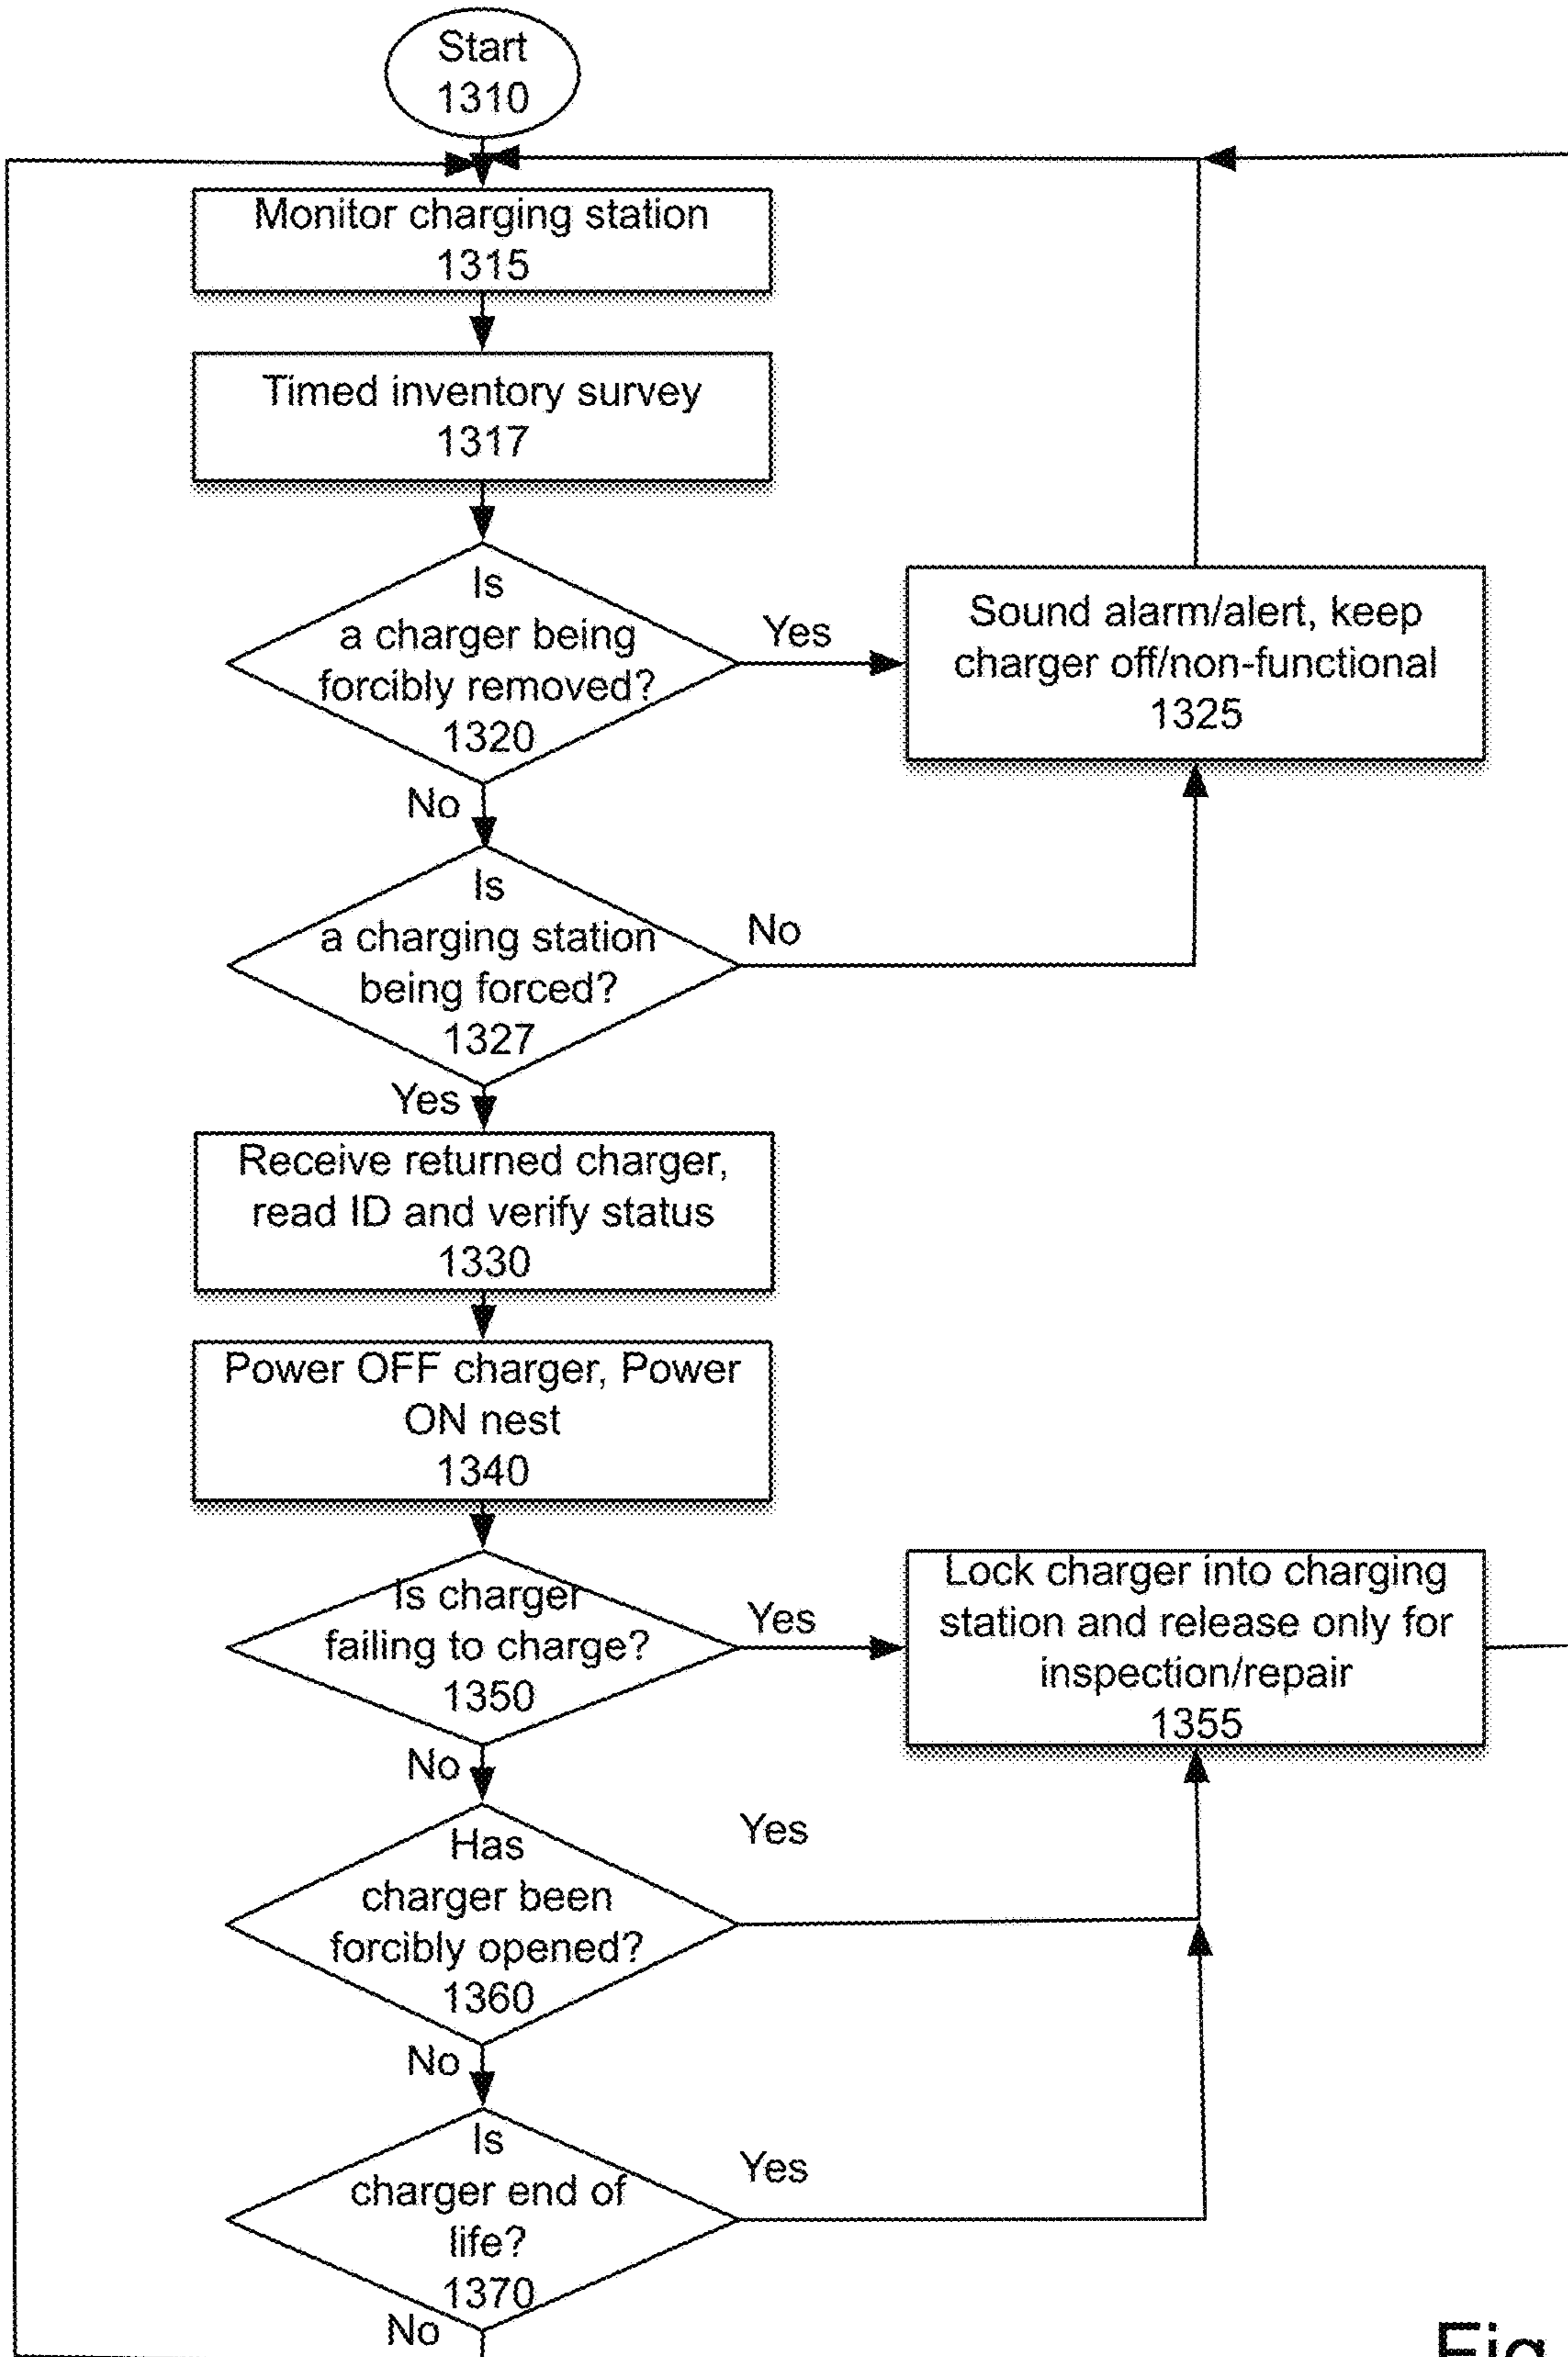 Start
1310
Monitor charging station
1315
Timed inventory survey
1317
Is
a charger being
forcibly removed?
1320
Yes
Sound alarm/alert, keep
charger off/non-functional
1325
No
Is
a charging station
being forced?
1327
No
Yes
Receive returned charger,
read ID and verify status
1330
Power OFF charger, Power
ON nest
1340
Is charger
failing to charge?
1350
Yes
Lock charger into charging
station and release only for
inspection/repair
1355
No
Has
charger been
forcibly opened?
1360
Yes
No
Is
charger end of
life?
1370
Yes
No
Fig